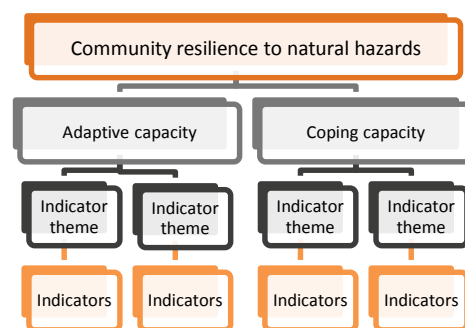 Community resilience to natural hazards
Adaptive capacity
Coping capacity
Indicator
theme
Indicator
theme
Indicator
theme
Indicator
theme
Indicators
Indicators
Indicators
Indicators